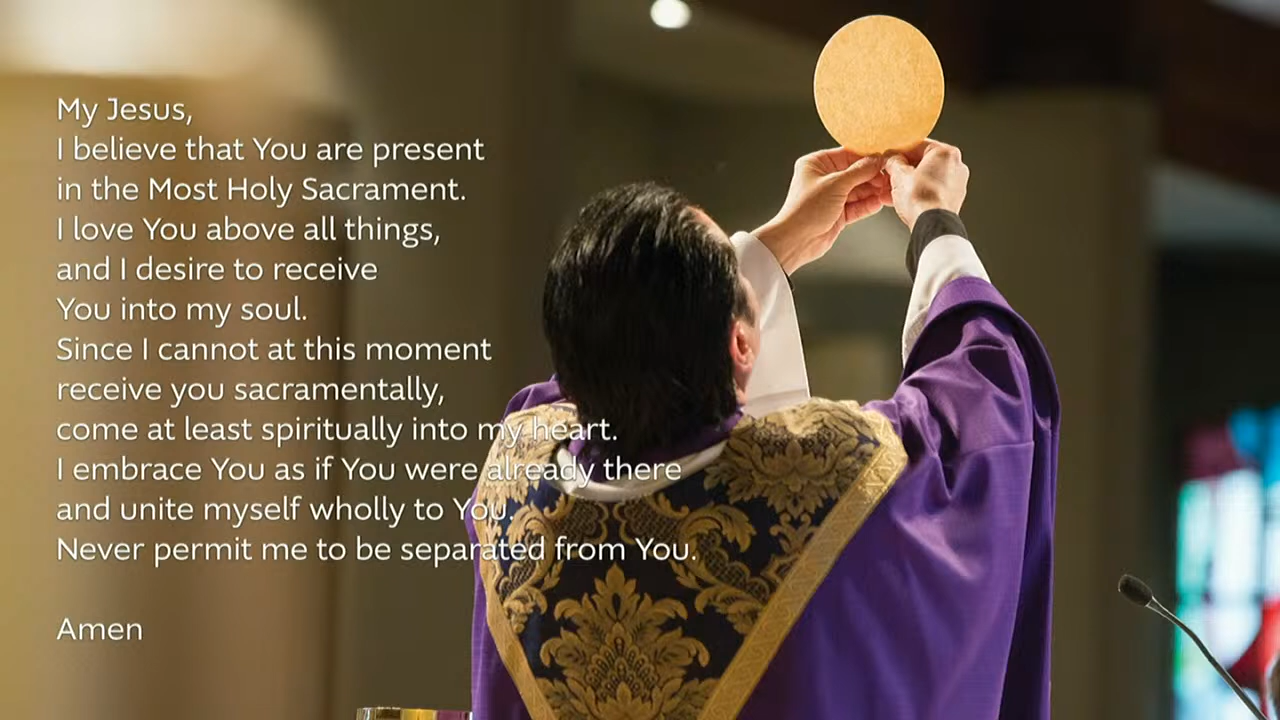 My Jesus,
I believe that You are present
in the Most Holy Sacrament.
I love You above all things,
and I desire to receive
You into my soul.
Since I cannot at this moment
receive you sacramentally,
come at least spiritually into my heart.
I embrace You as if You were already there
and unite myself wholly to You.
Never permit me to be separated from You.
Amen